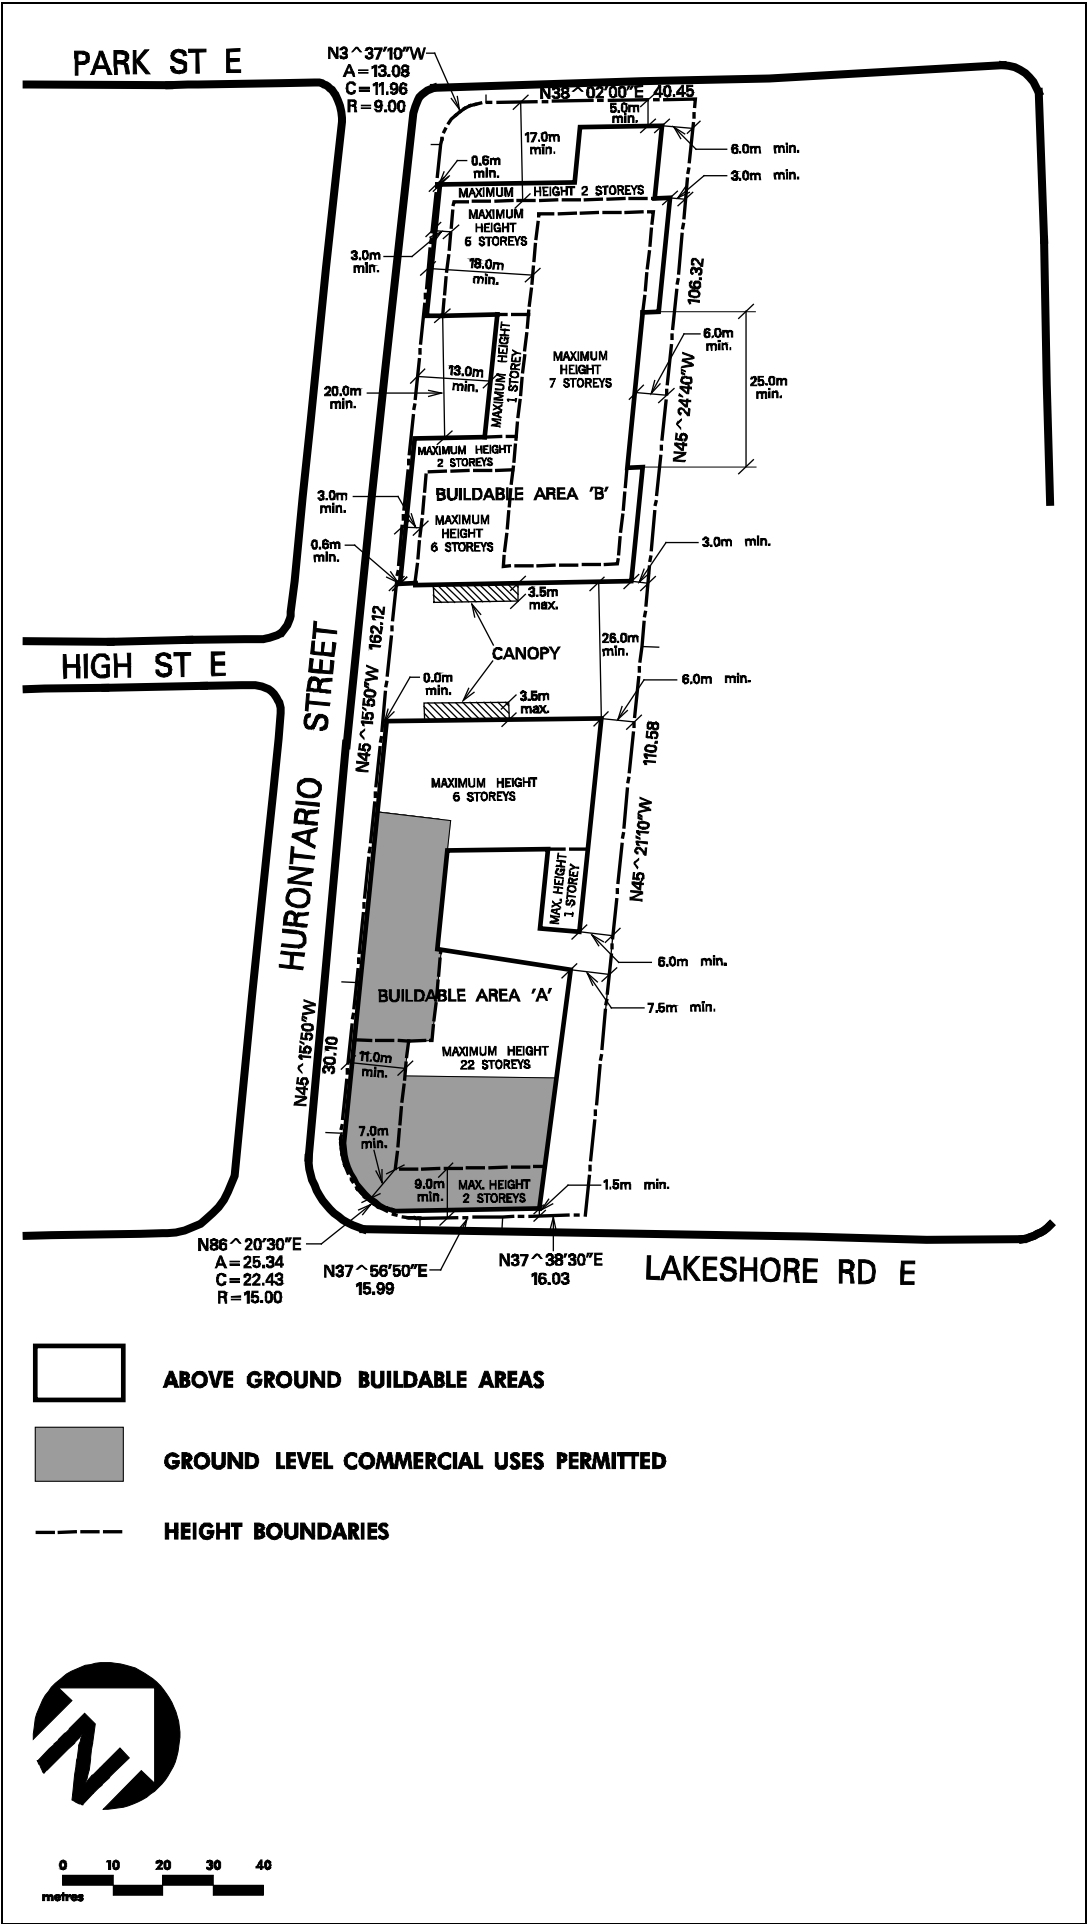 PARK ST E
N3^37'10"W
A=13.08
C=11.96
R=9.00
N38^02'00"E 40.45
5.0m
min.
17.0m
min.
6.0m min.
0.6m
min.
3.0m min.
MAXIMUM HEIGHT 2 STOREYS
MAXIMUM
HEIGHT
6 STOREYS
3.0m
min.
18.0m
min.
106.32
6.0m
min.
MAXIMUM HEIGHT
1 STOREY
MAXIMUM
HEIGHT
7 STOREYS
N45^24'40"W
25.0m
min.
13.0m
min.
20.0m
min.
MAXIMUM HEIGHT
2 STOREYS
BUILDABLE AREA 'B'
3.0m
min.
MAXIMUM
HEIGHT
6 STOREYS
0.6m
min.
3.0m min.
3.5m
max.
162.12
26.0m
min.
CANOPY
HIGH ST E
HURONTARIO STREET
N45^15'50"W
0.0m
min.
6.0m min.
3.5m
max.
110.58
MAXIMUM HEIGHT
6 STOREYS
N45^21'10"W
MAX. HEIGHT
1 STOREY
6.0m min.
BUILDABLE AREA 'A'
7.5m min.
N45^15'50"W
30.10
MAXIMUM HEIGHT
22 STOREYS
11.0m
min.
7.0m
min.
9.0m
min.
MAX. HEIGHT
2 STOREYS
1.5m min.
N86^20'30"E
A=25.34
C=22.43
R=15.00
N37^56'50"E
15.99
N37^38'30"E
16.03
LAKESHORE RD E
ABOVE GROUND BUILDABLE AREAS
GROUND LEVEL COMMERCIAL USES PERMITTED
HEIGHT BOUNDARIES
N
0 10 20 30 40
metres